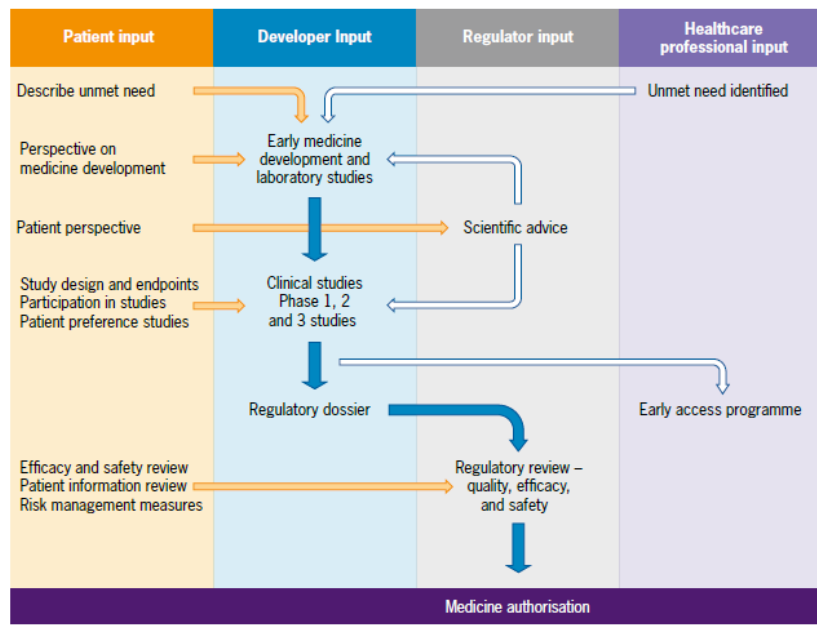 Patient input
Developer Input
Regulator input
Healthcare
professional input
Describe unmet need
Unmet need identified
Perspective on
medicine development
Early medicine
development and
laboratory studies
Patient perspective
Scientific advice
Study design and endpoints
Participation in studies
Patient preference studies
Clinical studies
Phase 1, 2
and 3 studies
Regulatory dossier
Early access programme
Efficacy and safety review
Patient information review
Risk management measures
Regulatory review –
quality, efficacy,
and safety
Medicine authorisation